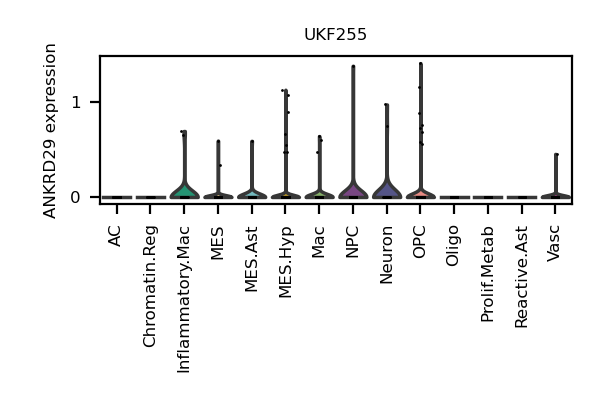 UKF255
ANKRD29 expression
1
0
AC
Chromatin.Reg
Inflammatory.Mac
MES
MES.Ast
MES.Hyp
Mac
NPC
Neuron
OPC
Oligo
Prolif.Metab
Reactive.Ast
Vasc